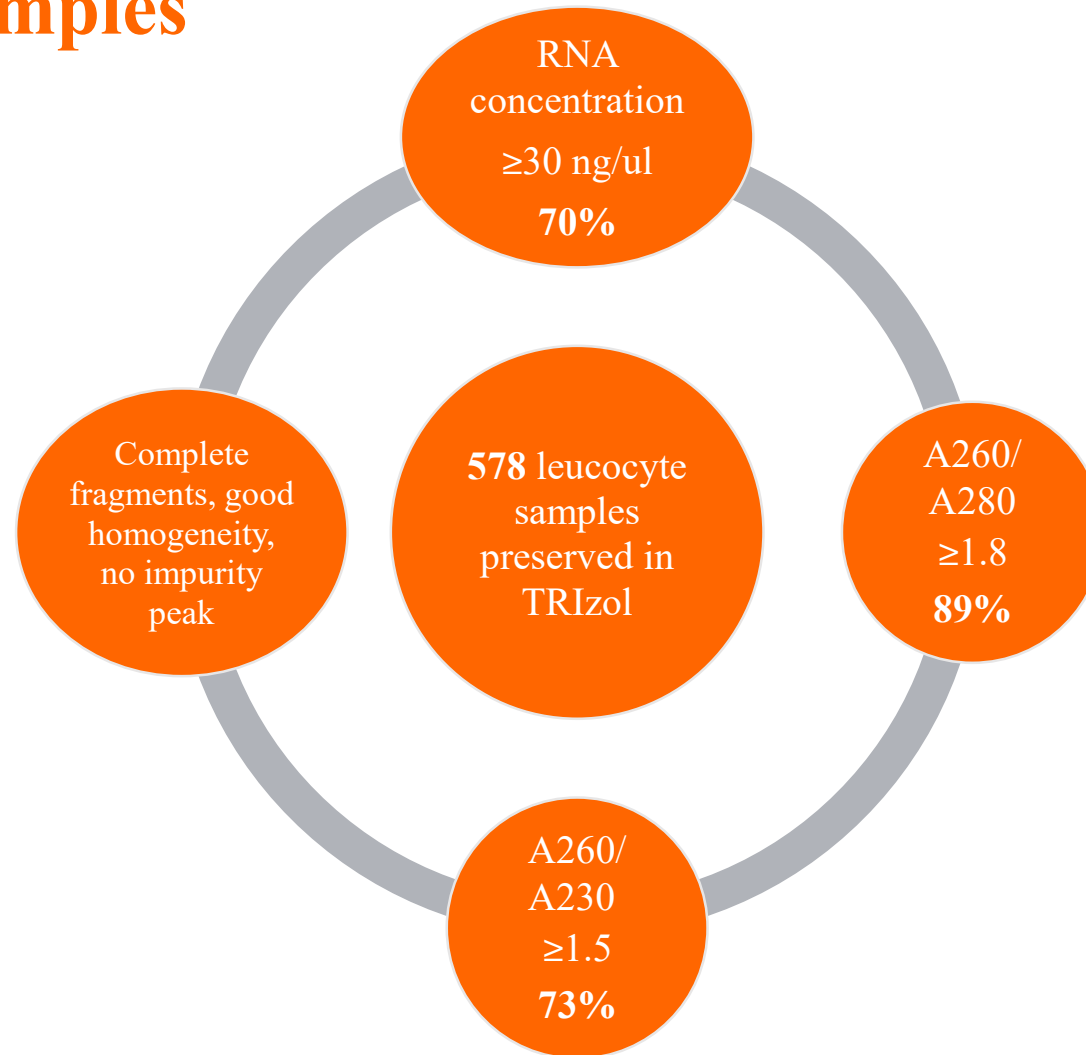 RNA
concentration
≥30 ng/ul
70%
Complete
fragments, good
homogeneity,
no impurity
peak
578 leucocyte
samples
preserved in
TRIzol
A260/
A280
≥1.8
89%
A260/
A230
≥1.5
73%